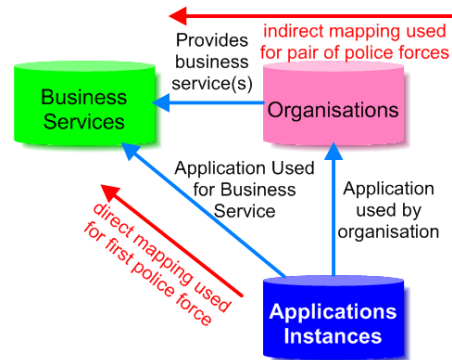 indirect mapping used
for pair of police forces
Provides
business
service(s)
Business
Services
Organisations
Application Used
for Business
Service
Application
used by
organisation
direct mapping used
for first police force
Applications
Instances